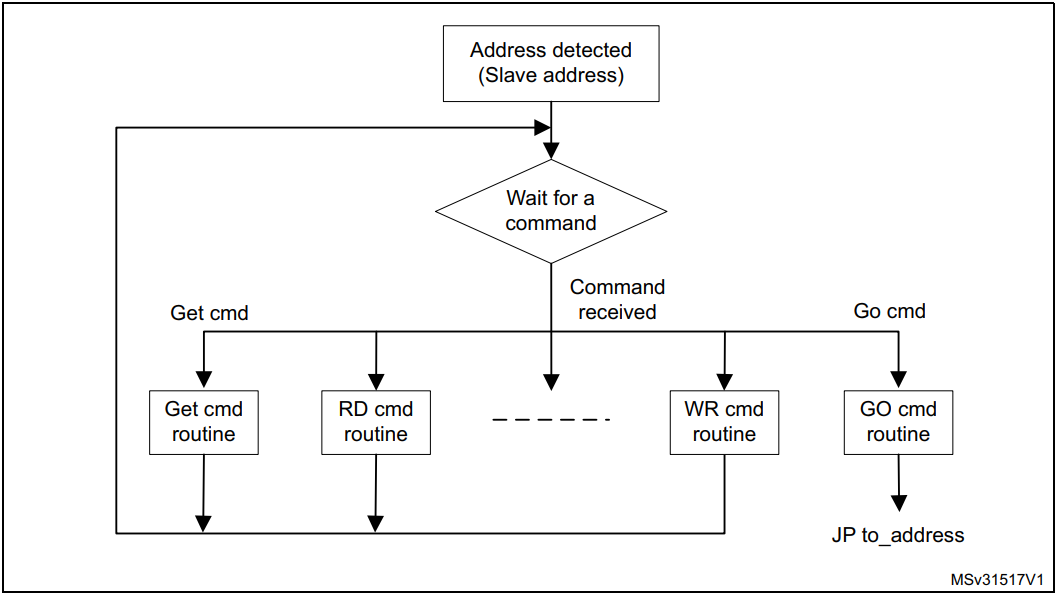 Address detected
(Slave address)
Wait for a
command
Command
received
Get cmd
Go cmd
Get cmd
routine
RD cmd
routine
WR cmd
routine
GO cmd
routine
JP to_address
MSv31517V1